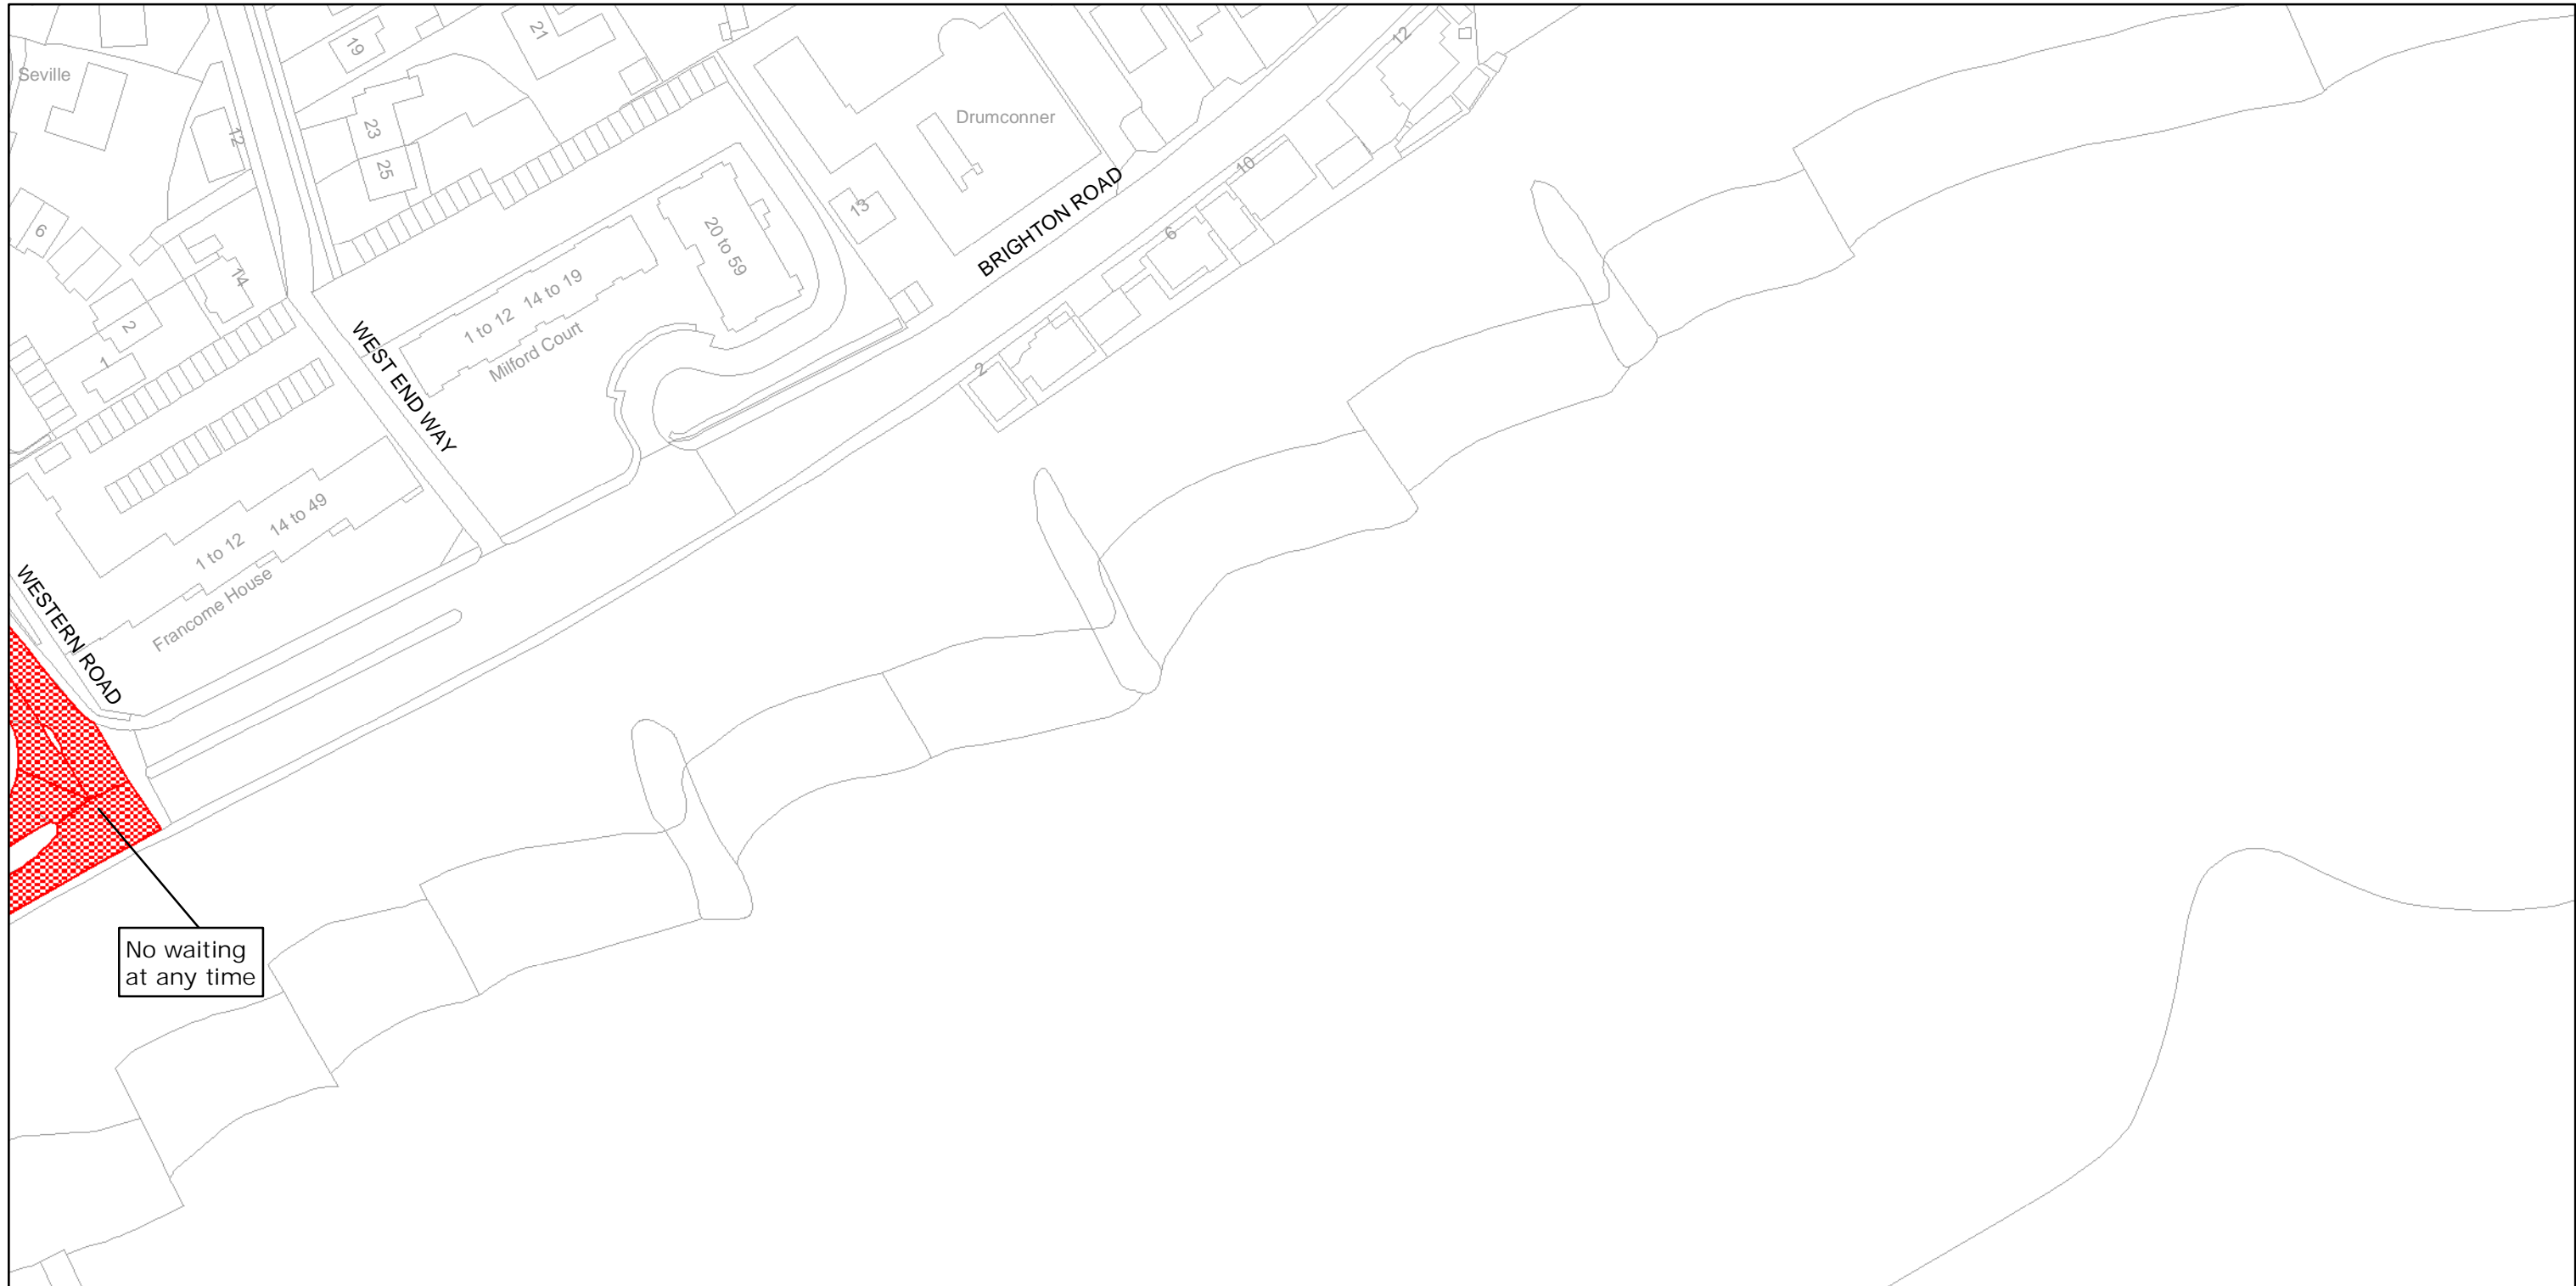 19
21
12
Seville
12
Drumconner
23
25
10
13
6
6
BRIGHTON ROAD
20 to 59
14
1 to 12 14 to 19
Milford Court
2
1
2
WEST END WAY
1 to 12 14 to 49
Francome House
WESTERN ROAD
No waiting
at any time